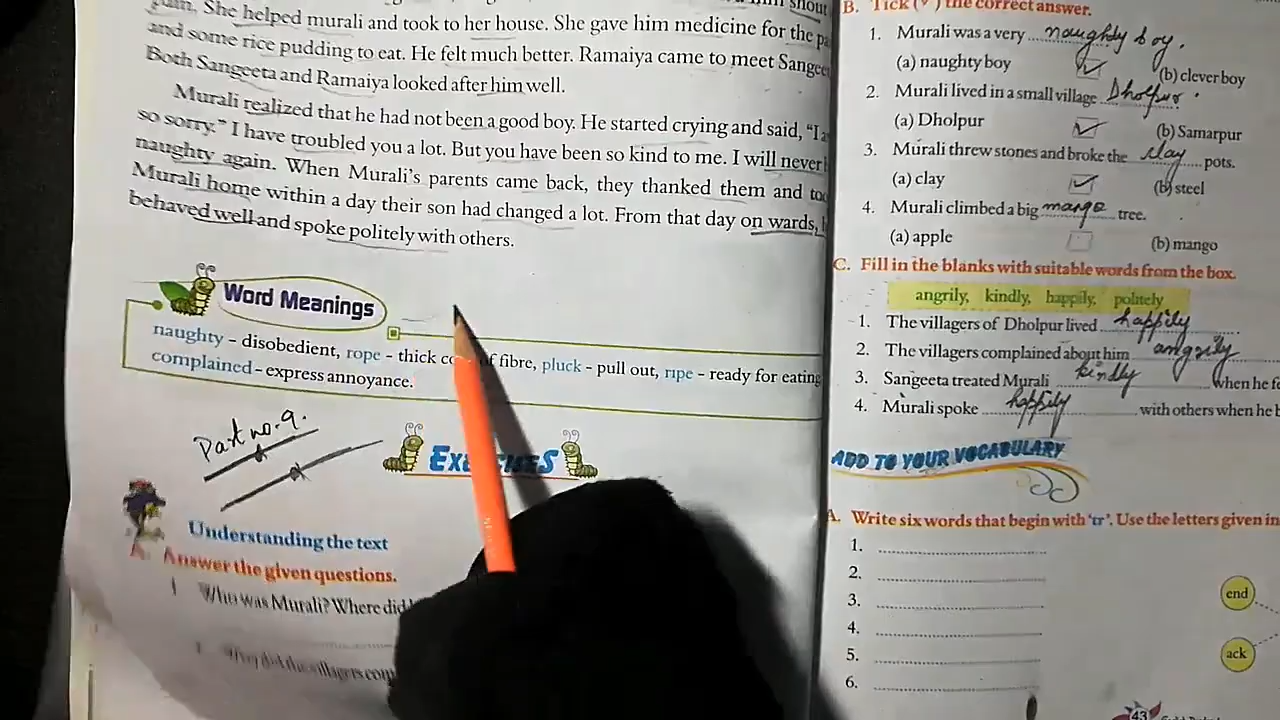 She helped murali and took to her house. She gave him medicine for the
and some rice pudding to eat. He felt much better. Ramaiya came to meet
Both Sangeeta and Ramaiya looked after him well.
Murali realized that he had not been a good boy. He started crying and said, "I
so sorry." I have troubled you a lot. But you have been so kind to me. I will never
naughty again. When Murali's parents came back, they thanked them and
Murali home within a day their son had changed a lot. From that day on wards,
behaved well and spoke politely with others.
Word Meanings
naughty – disobedient, rope – thick of fibre, pluck – pull out, ripe – ready for eating
complained – express annoyance.
Part no. 9.
Exercises
Understanding the text
A. Answer the given questions.
1 Who was Murali? Where did
Why did the villagers
B. Tick (✓) the correct answer.
1. Murali was a very naughty boy.
(a) naughty boy ✓ (b) clever boy
2. Murali lived in a small village Dholpur.
(a) Dholpur ✓ (b) Samarpur
3. Murali threw stones and broke the clay pots.
(a) clay ✓ (b) steel
4. Murali climbed a big mango tree.
(a) apple (b) mango
C. Fill in the blanks with suitable words from the box.
angrily, kindly, happily, politely
1. The villagers of Dholpur lived happily
2. The villagers complained about him angrily
3. Sangeeta treated Murali kindly when he
4. Murali spoke happily with others when he
ADD TO YOUR VOCABULARY
A. Write six words that begin with 'tr'. Use the letters given in
1.
2.
3.
4.
5.
6.
end
ack
43